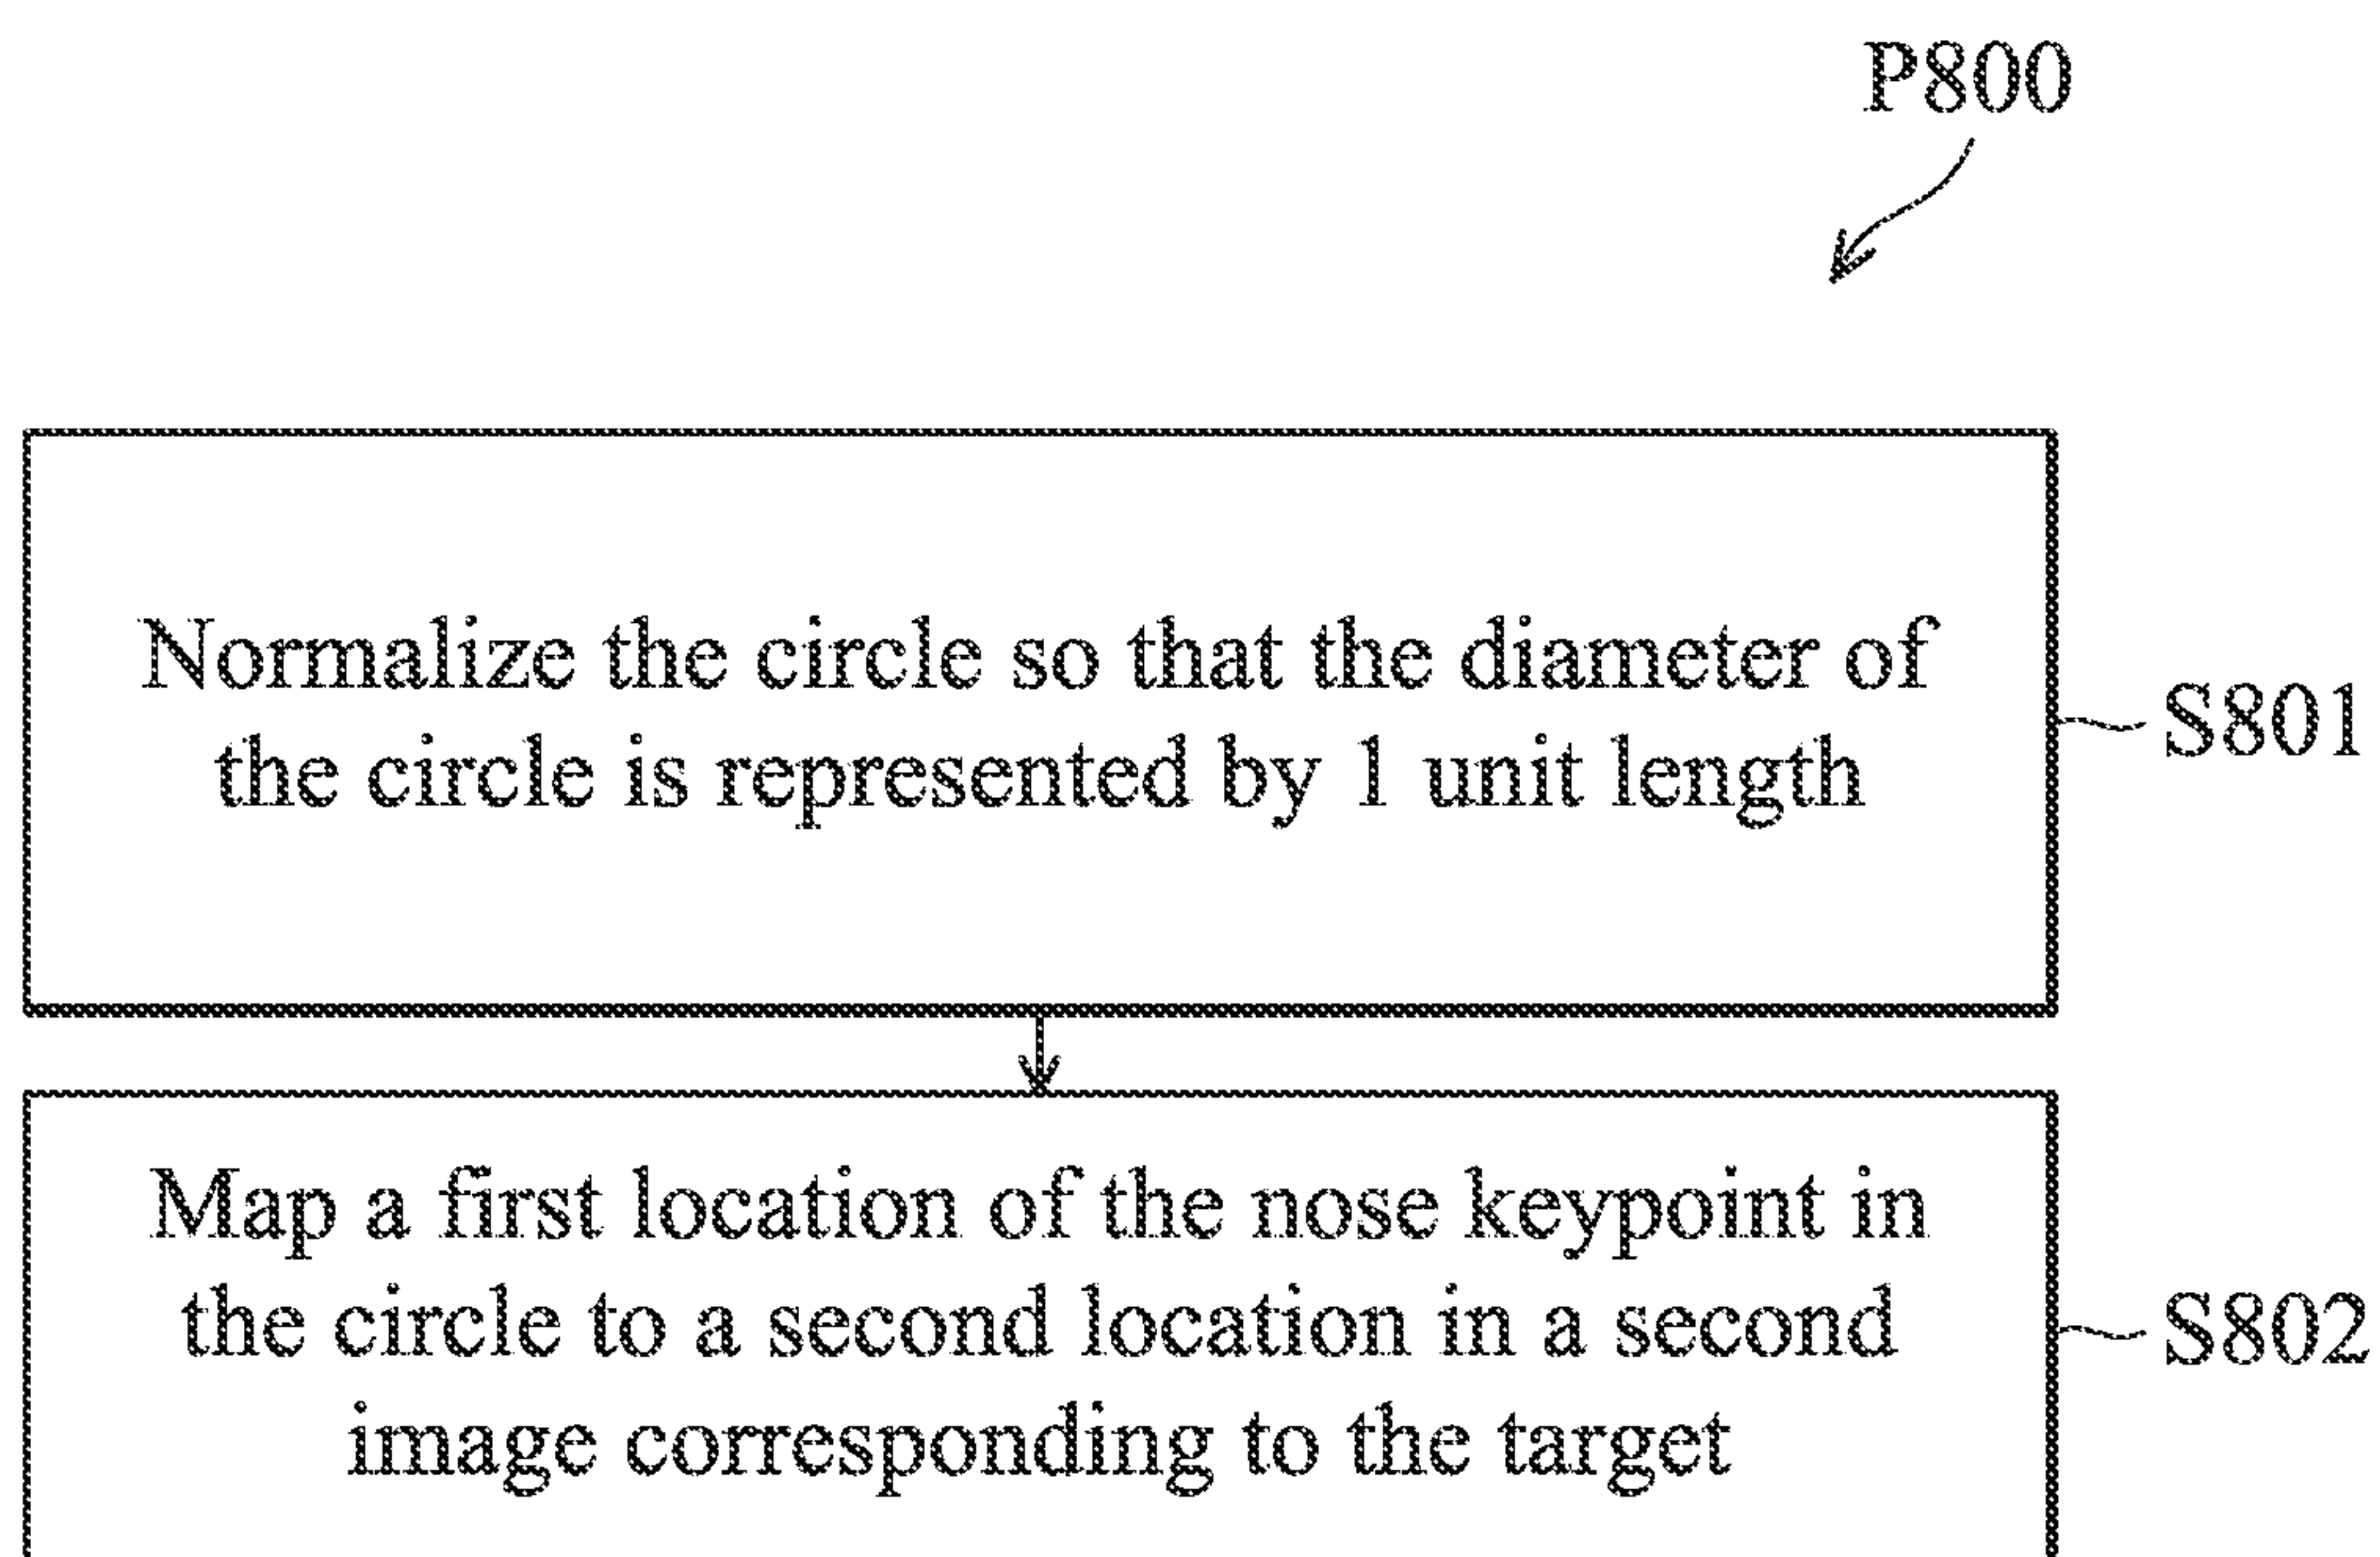 P800
Normalize the circle so that the diameter of
the circle is represented by 1 unit length
S801
Map a first location of the nose keypoint in
the circle to a second location in a second
image corresponding to the target
S802